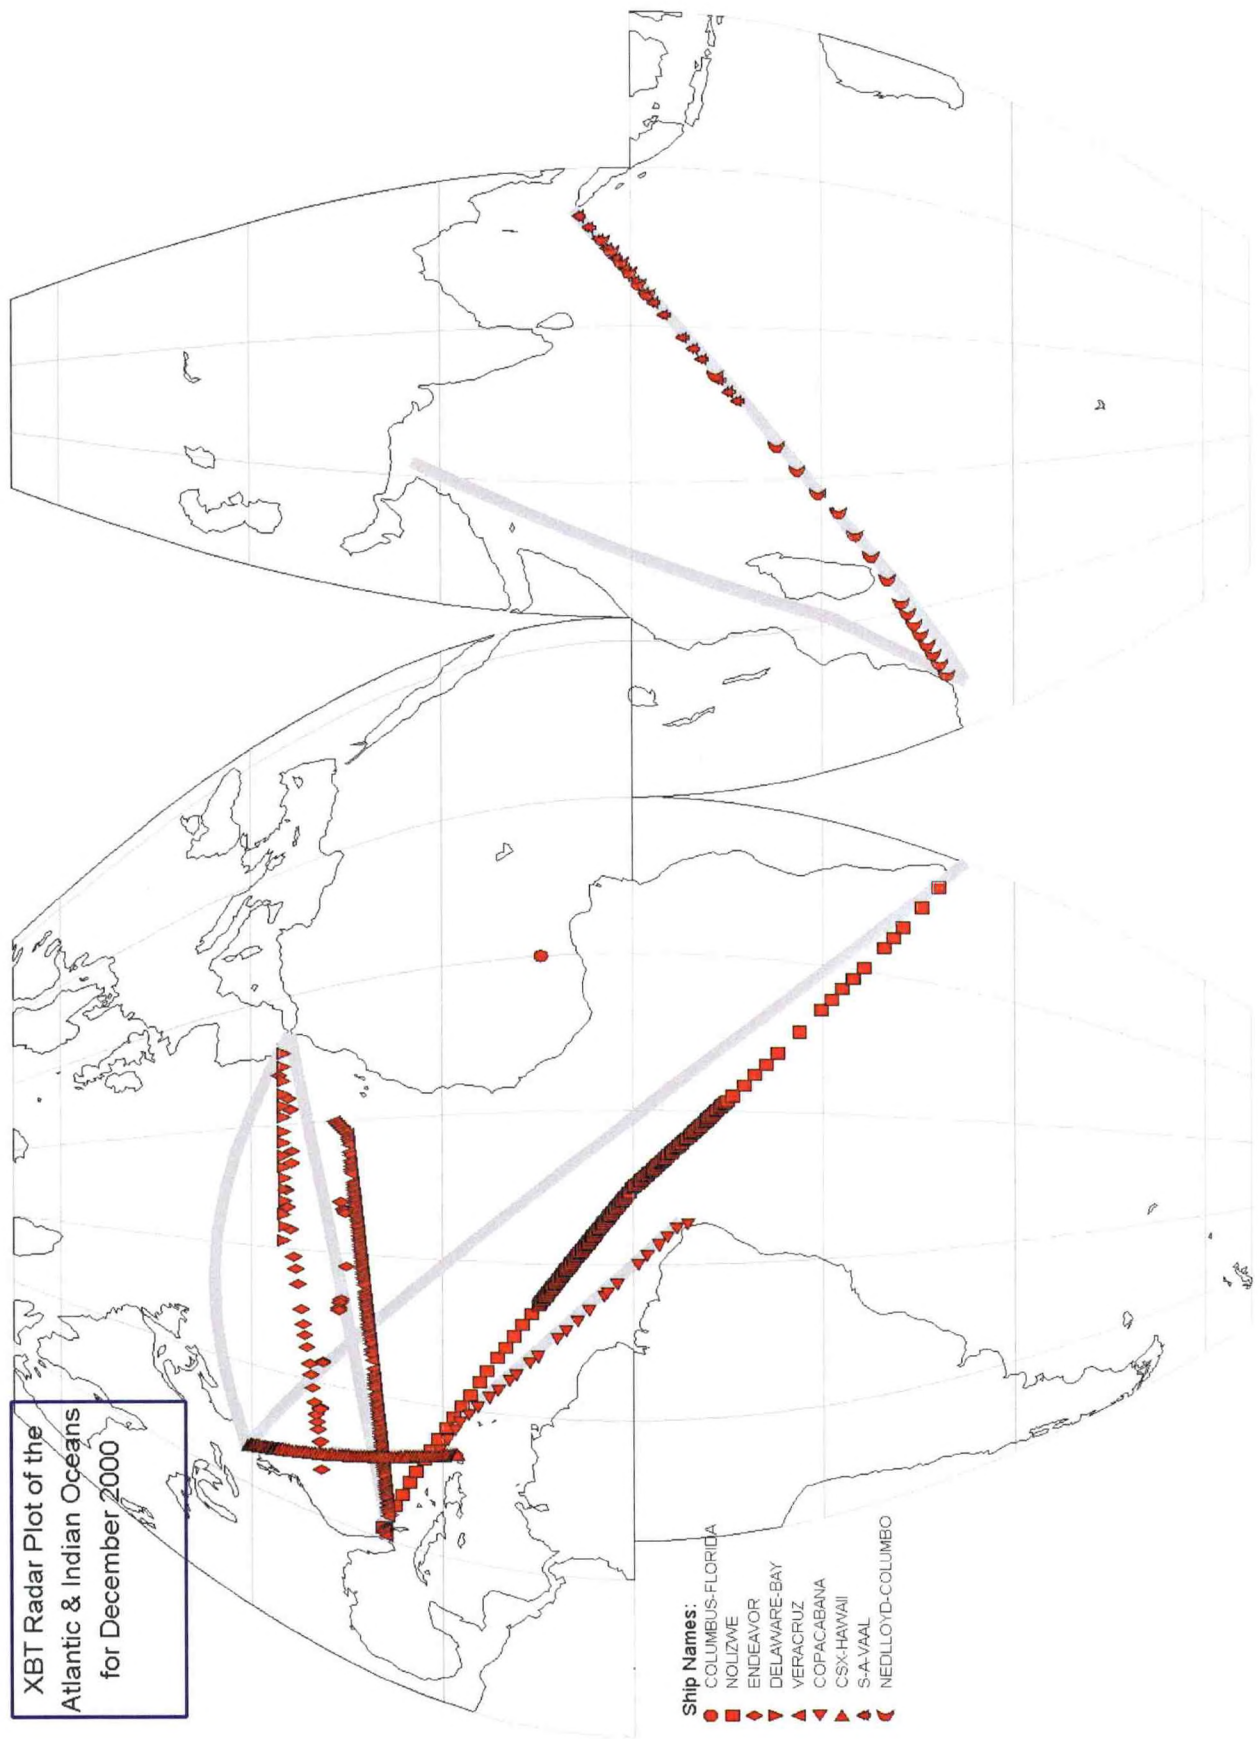 XBT Radar Plot of the
Atlantic & Indian Oceans
for December 2000
Ship Names:
COLUMBUS-FLORIDA
NOLIZWE
ENDEAVOR
DELAWARE-BAY
VERACRUZ
COPACABANA
CSX-HAWAII
S-A-VAAL
NEDLLOYD-COLUMBO